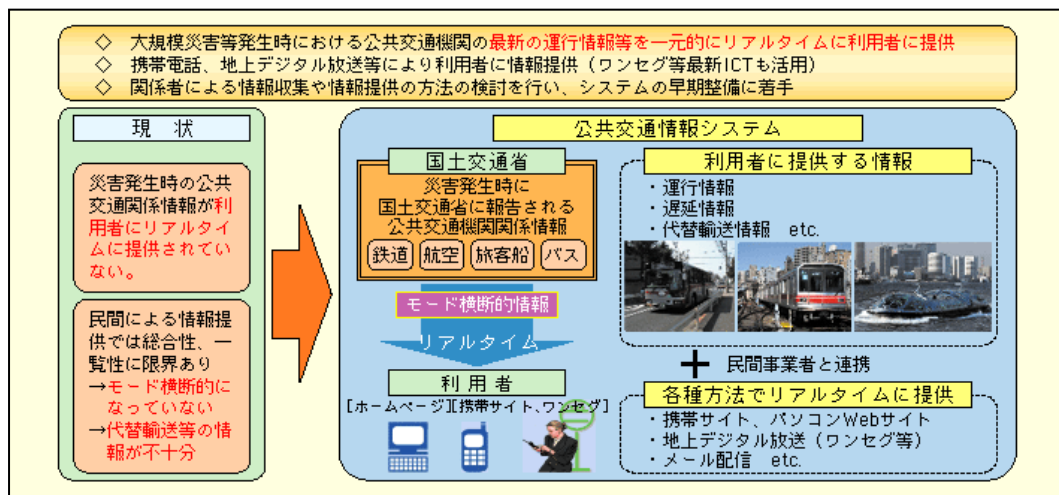 ◇ 大規模災害等発生時における公共交通機関の最新の運行情報等を一元的にリアルタイムに利用者に提供
◇ 携帯電話、地上デジタル放送等により利用者に情報提供（ワンセグ等最新ICTも活用）
◇ 関係者による情報収集や情報提供の方法の検討を行い、システムの早期整備に着手
現 状
災害発生時の公共
交通関係情報が利
用者にリアルタイ
ムに提供されてい
ない。
民間による情報提
供では総合性、一
覧性に限界あり
→モード横断的に
なっていない
→代替輸送等の情
報が不十分
公共交通情報システム
国土交通省
災害発生時に
国土交通省に報告される
公共交通機関関係情報
鉄道 航空 旅客船 バス
モード横断的情報
リアルタイム
利用者
[ホームページ][携帯サイト、ワンセグ]
利用者に提供する情報
・運行情報
・遅延情報
・代替輸送情報 etc.
＋ 民間事業者と連携
各種方法でリアルタイムに提供
・携帯サイト、パソコンWebサイト
・地上デジタル放送（ワンセグ等）
・メール配信 etc.